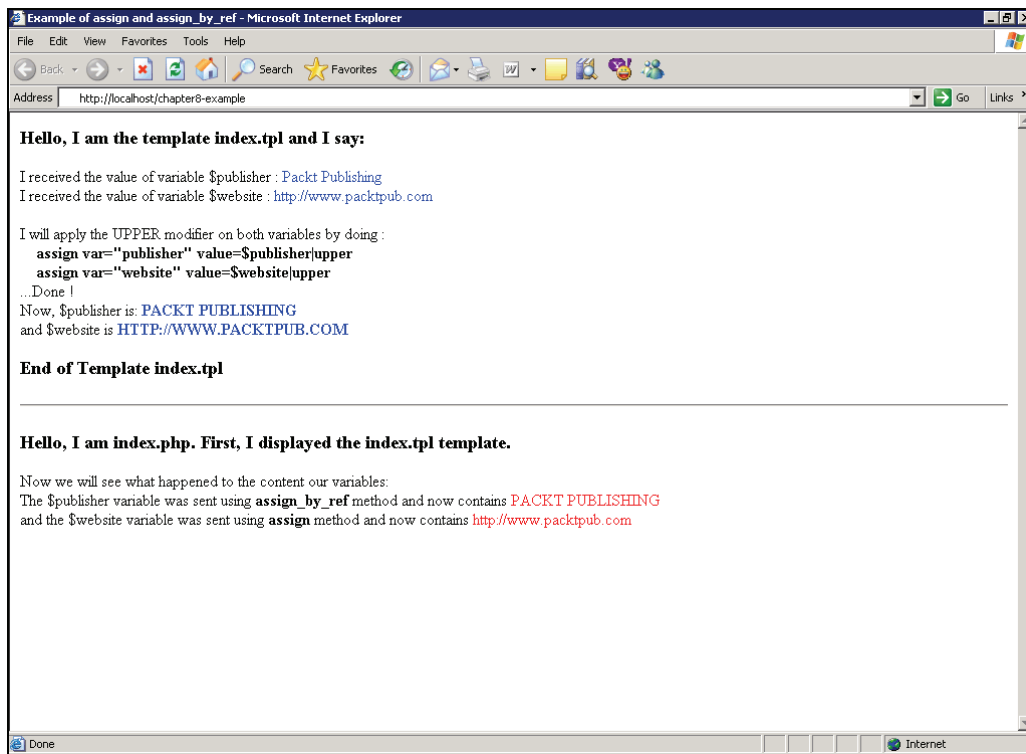 Example of assign and assign_by_ref - Microsoft Internet Explorer
File Edit View Favorites Tools Help
Back Search Favorites
Address http://localhost/chapter8-example Go Links
Hello, I am the template index.tpl and I say:
I received the value of variable $publisher : Packt Publishing
I received the value of variable $website : http://www.packtpub.com
I will apply the UPPER modifier on both variables by doing :
assign var="publisher" value=$publisher|upper
assign var="website" value=$website|upper
...Done !
Now, $publisher is: PACKT PUBLISHING
and $website is HTTP://WWW.PACKTPUB.COM
End of Template index.tpl
Hello, I am index.php. First, I displayed the index.tpl template.
Now we will see what happened to the content our variables:
The $publisher variable was sent using assign_by_ref method and now contains PACKT PUBLISHING
and the $website variable was sent using assign method and now contains http://www.packtpub.com
Done Internet